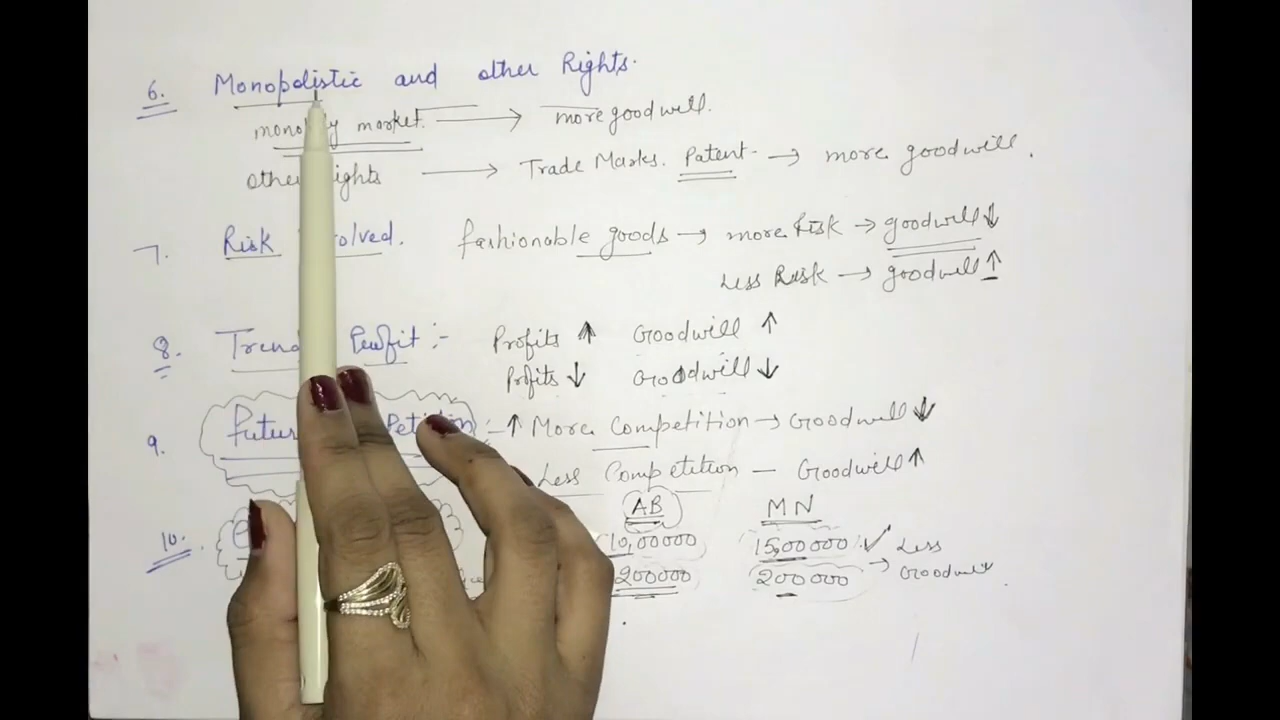 6. Monopolistic and other Rights.
market. → more goodwill.
→ Trade Marks. Patent → more goodwill.
7. Risk fashionable goods → more Risk → goodwill ↓
Less Risk → goodwill ↑
8. :- Profits ↑ Goodwill ↑
Profits ↓ Goodwill ↓
9. :- ↑ More Competition → Goodwill ↓
Less Competition — Goodwill ↑
10. AB MN
10,00000 15,00000 ✓ Less
200000 200000 → Goodwill